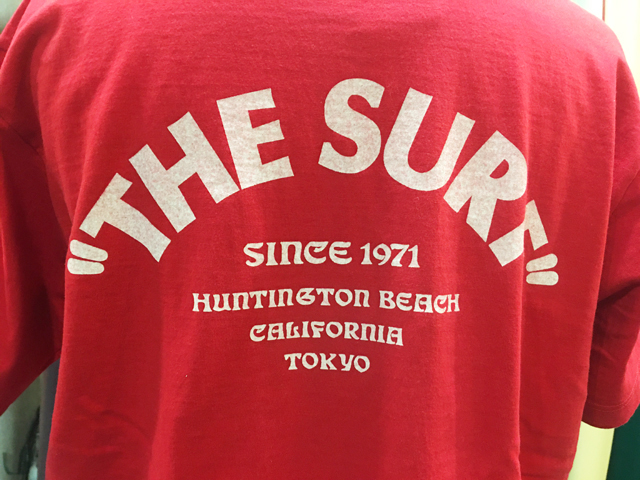 "THE SURF"
SINCE 1971
HUNTINGTON BEACH
CALIFORNIA
TOKYO